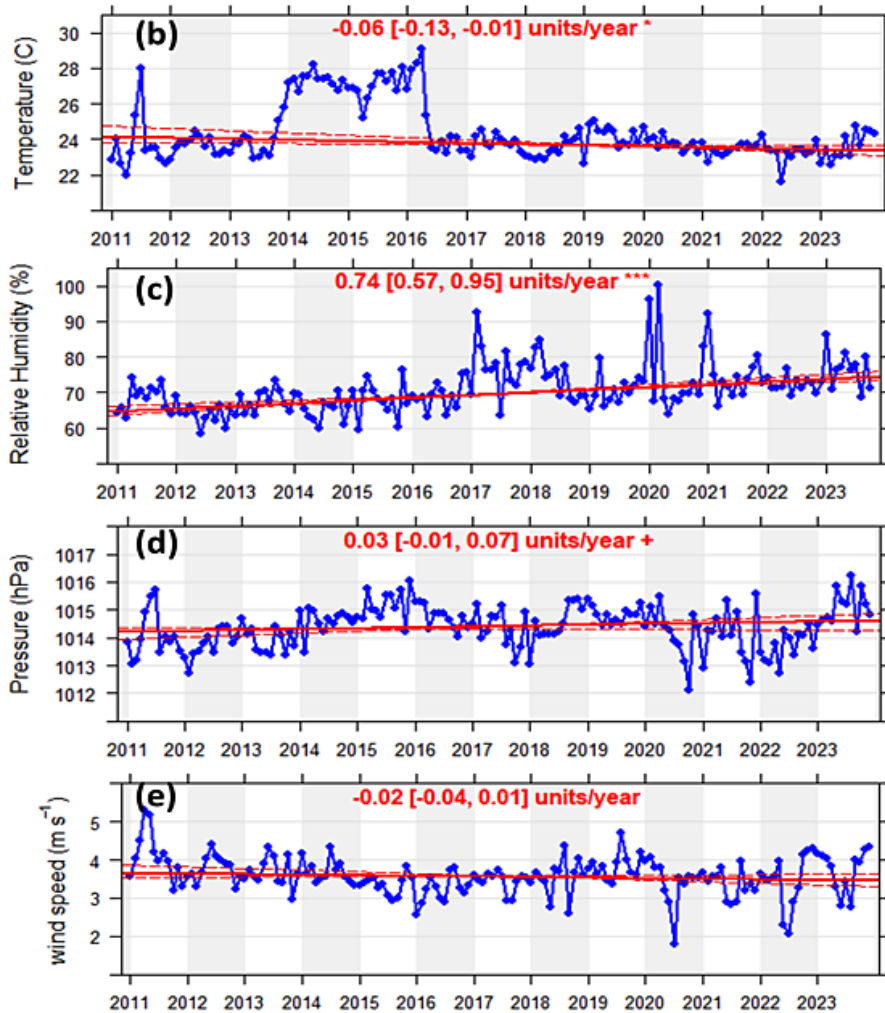 (b)
-0.06 [-0.13, -0.01] units/year *
Temperature (C)
30
28
26
24
22
2011 2012 2013 2014 2015 2016 2017 2018 2019 2020 2021 2022 2023
(c)
0.74 [0.57, 0.95] units/year ***
Relative Humidity (%)
100
90
80
70
60
2011 2012 2013 2014 2015 2016 2017 2018 2019 2020 2021 2022 2023
(d)
0.03 [-0.01, 0.07] units/year +
Pressure (hPa)
1017
1016
1015
1014
1013
1012
2011 2012 2013 2014 2015 2016 2017 2018 2019 2020 2021 2022 2023
(e)
-0.02 [-0.04, 0.01] units/year
wind speed (m s⁻¹)
5
4
3
2
2011 2012 2013 2014 2015 2016 2017 2018 2019 2020 2021 2022 2023